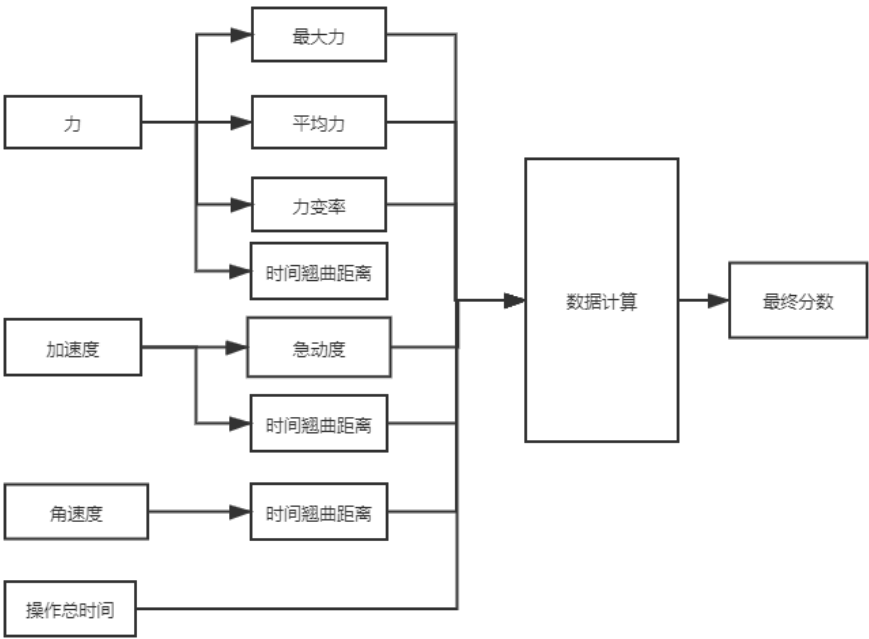 最大力
力
平均力
力变率
时间翘曲距离
加速度
急动度
时间翘曲距离
角速度
时间翘曲距离
操作总时间
数据计算
最终分数